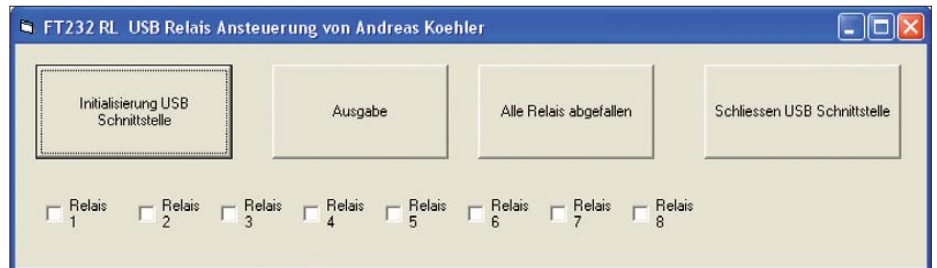 FT232 RL USB Relais Ansteuerung von Andreas Koehler
Initialisierung USB
Schnittstelle
Ausgabe
Alle Relais abgefallen
Schliessen USB Schnittstelle
Relais
1
Relais
2
Relais
3
Relais
4
Relais
5
Relais
6
Relais
7
Relais
8